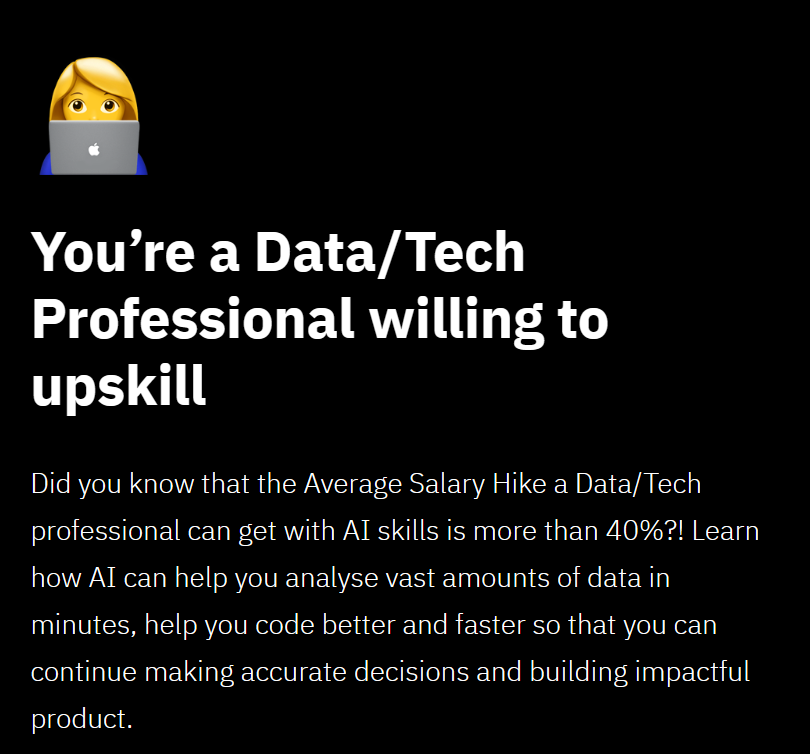 You’re a Data/Tech
Professional willing to
upskill
Did you know that the Average Salary Hike a Data/Tech
professional can get with AI skills is more than 40%?! Learn
how AI can help you analyse vast amounts of data in
minutes, help you code better and faster so that you can
continue making accurate decisions and building impactful
product.